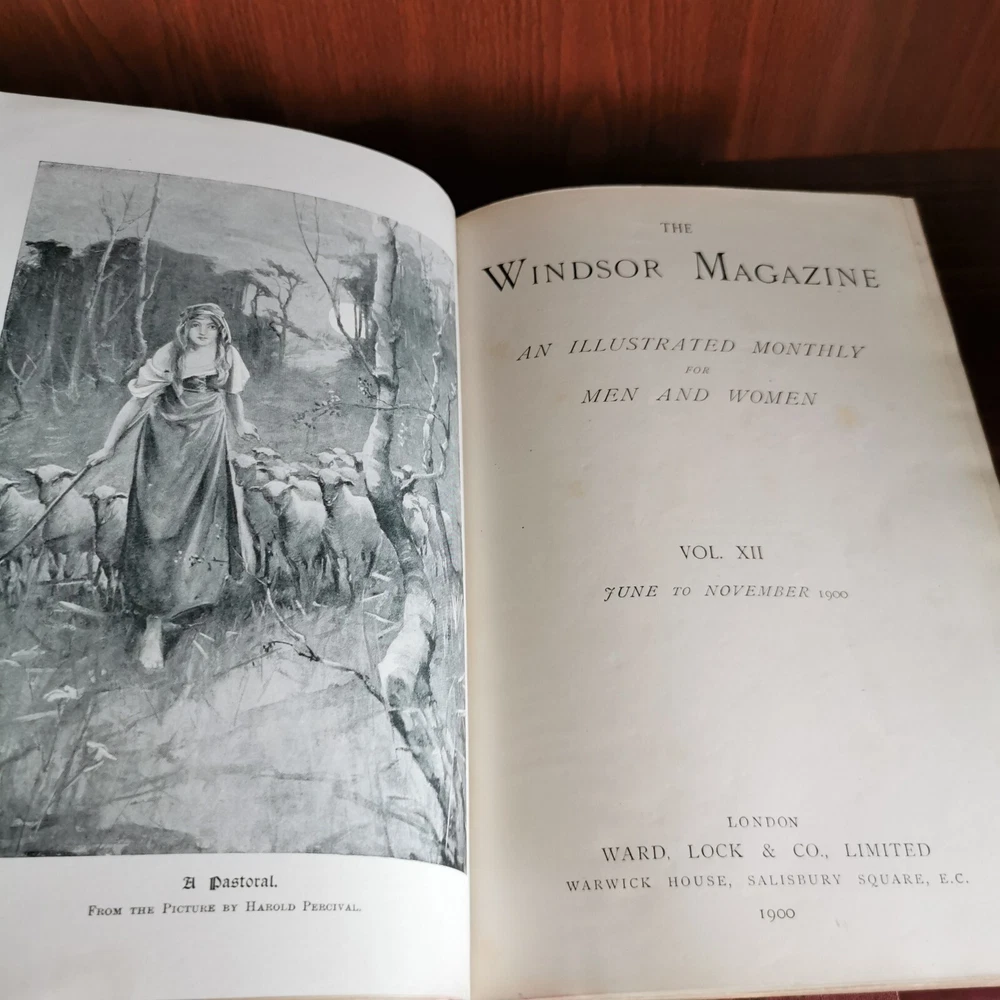 A Pastoral.
FROM THE PICTURE BY HAROLD PERCIVAL.
THE
WINDSOR MAGAZINE
AN ILLUSTRATED MONTHLY
FOR
MEN AND WOMEN
VOL. XII
JUNE TO NOVEMBER 1900
LONDON
WARD, LOCK & CO., LIMITED
WARWICK HOUSE, SALISBURY SQUARE, E.C.
1900